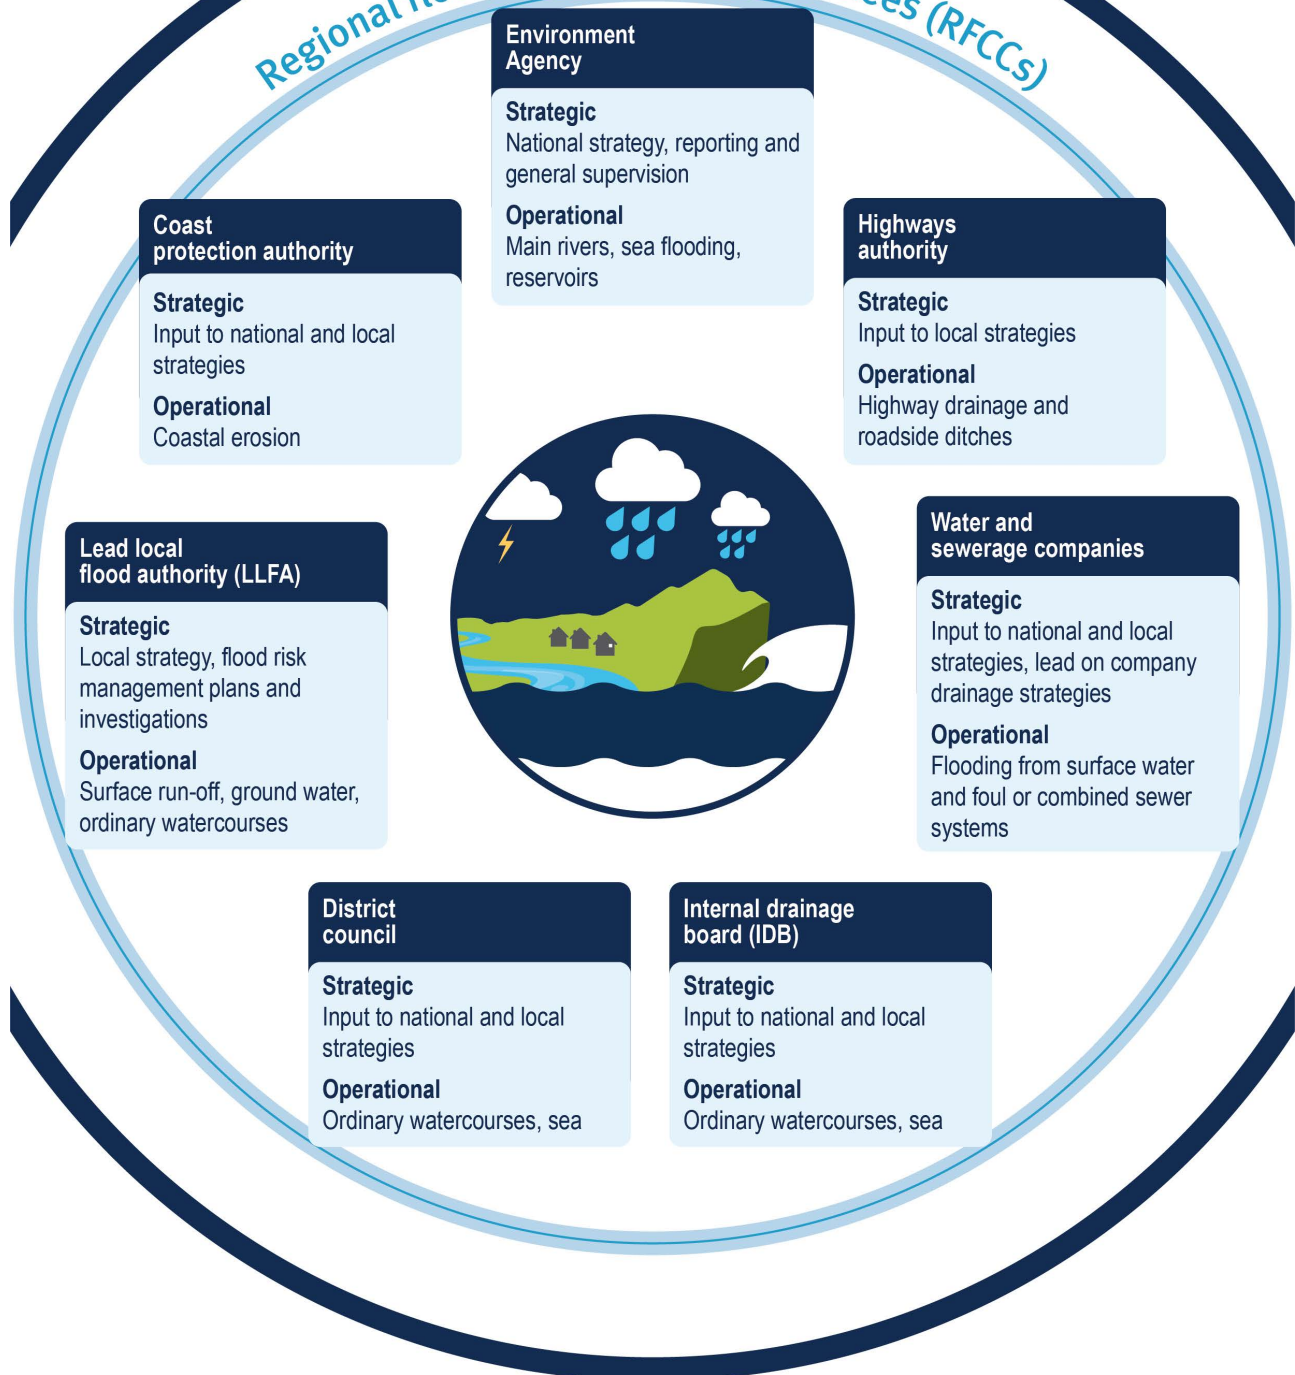 Regional
(RFCCs)
Environment
Agency
Strategic
National strategy, reporting and
general supervision
Operational
Main rivers, sea flooding,
reservoirs
Coast
protection authority
Strategic
Input to national and local
strategies
Operational
Coastal erosion
Highways
authority
Strategic
Input to local strategies
Operational
Highway drainage and
roadside ditches
Lead local
flood authority (LLFA)
Strategic
Local strategy, flood risk
management plans and
investigations
Operational
Surface run-off, ground water,
ordinary watercourses
Water and
sewerage companies
Strategic
Input to national and local
strategies, lead on company
drainage strategies
Operational
Flooding from surface water
and foul or combined sewer
systems
District
council
Strategic
Input to national and local
strategies
Operational
Ordinary watercourses, sea
Internal drainage
board (IDB)
Strategic
Input to national and local
strategies
Operational
Ordinary watercourses, sea